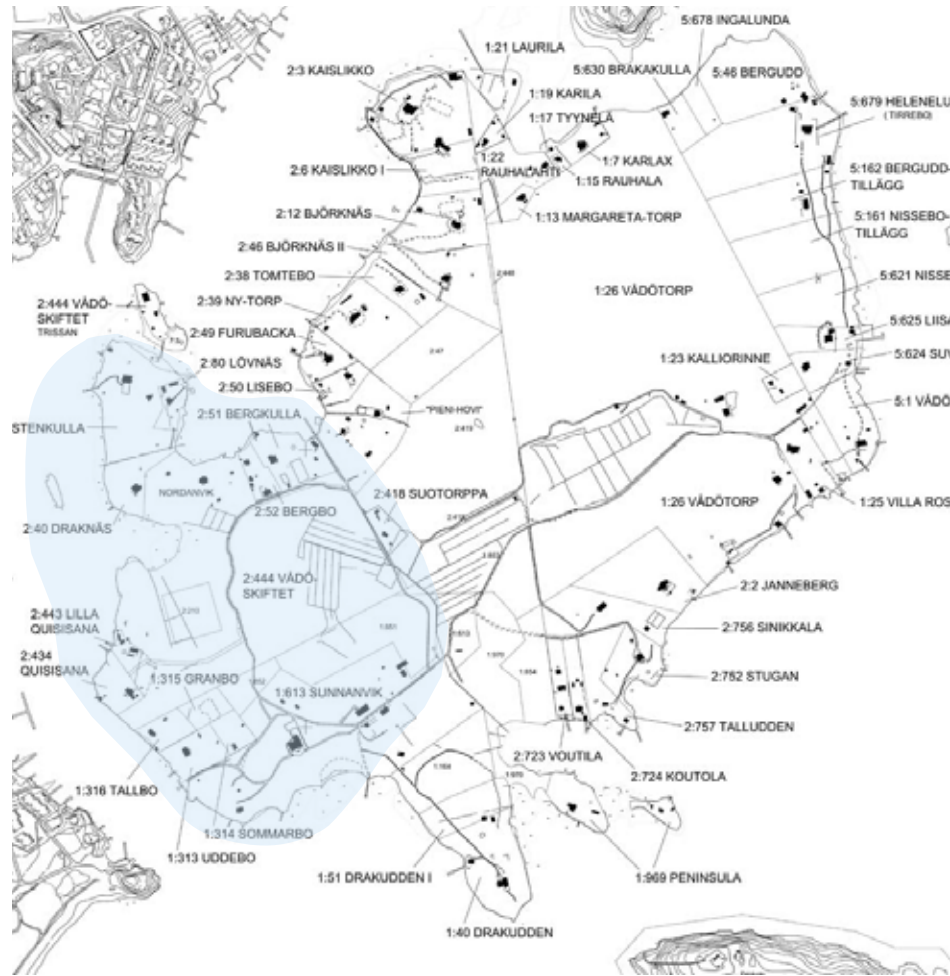 5:678 INGALUNDA
1:21 LAURILA
2:3 KAISLIKKO
5:630 BRAKAKULLA
5:46 BERGUDD
1:19 KARILA
5:679 HELENELU
(TIRREBO)
1:17 TYYNELÄ
1:22
RAUHALAHTI
1:7 KARLAX
2:6 KAISLIKKO I
1:15 RAUHALA
5:162 BERGUDD-
TILLÄGG
2:12 BJÖRKNÄS
1:13 MARGARETA-TORP
5:161 NISSEBO-
TILLÄGG
2:46 BJÖRKNÄS II
2:38 TOMTEBO
5:621 NISSE
1:26 VÅDÖTORP
2:444 VÅDÖ-
SKIFTET
TRISSAN
2:39 NY-TORP
5:625 LIISA
2:49 FURUBACKA
2:47
5:624 SUV
2:80 LÖVNÄS
1:23 KALLIORINNE
2:50 LISEBO
5:1 VÅDÖ
2:51 BERGKULLA
"PIENI-HOVI"
STENKULLA
NORDANVIK
2:418 SUOTORPPA
1:26 VÅDÖTORP
1:25 VILLA ROS
2:52 BERGBO
2:40 DRAKNÄS
2:444 VÅDÖ-
SKIFTET
2:2 JANNEBERG
2:443 LILLA
QUISISANA
2:756 SINIKKALA
2:434
QUISISANA
1:315 GRANBO
1:613 SUNNANVIK
2:752 STUGAN
2:757 TALLUDDEN
2:723 VOUTILA
2:724 KOUTOLA
1:316 TALLBO
1:314 SOMMARBO
1:313 UDDEBO
1:51 DRAKUDDEN I
1:969 PENINSULA
1:40 DRAKUDDEN